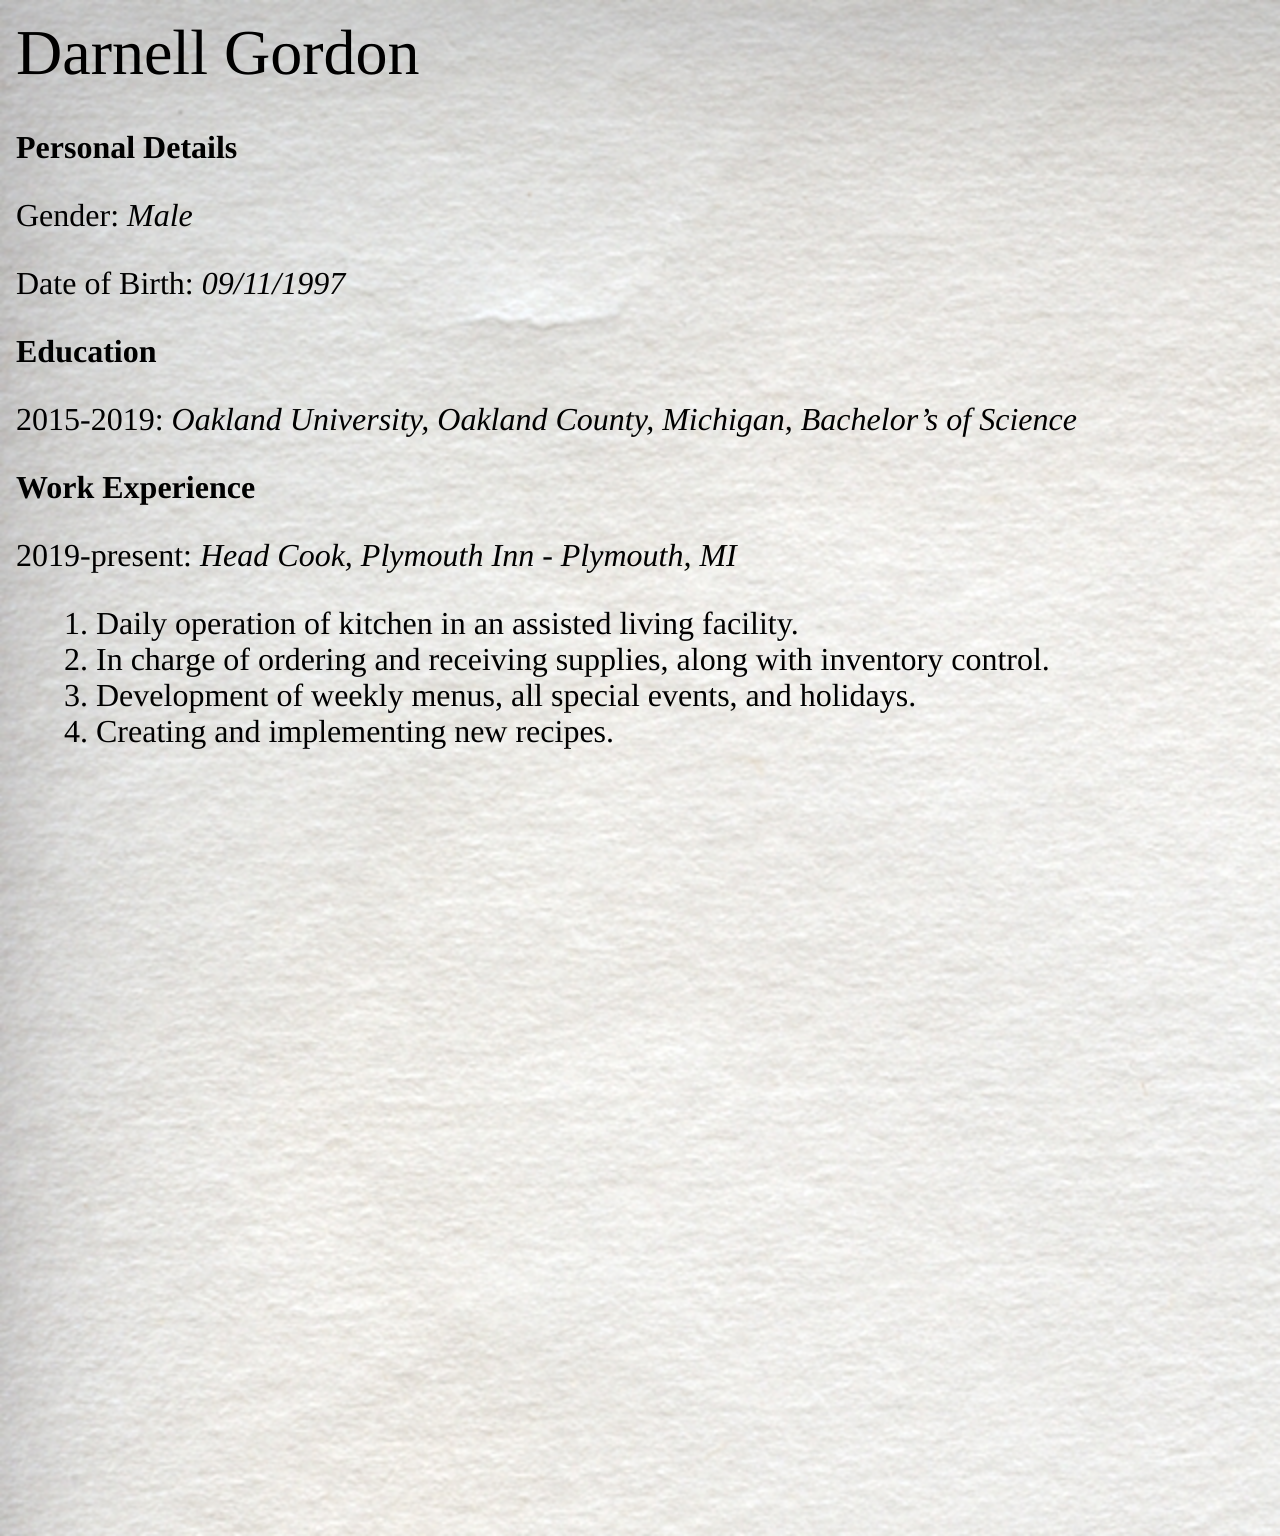 Darnell Gordon
Personal Details
Gender: Male
Date of Birth: 09/11/1997
Education
2015-2019: Oakland University, Oakland County, Michigan, Bachelor’s of Science
Work Experience
2019-present: Head Cook, Plymouth Inn - Plymouth, MI
1. Daily operation of kitchen in an assisted living facility.
2. In charge of ordering and receiving supplies, along with inventory control.
3. Development of weekly menus, all special events, and holidays.
4. Creating and implementing new recipes.